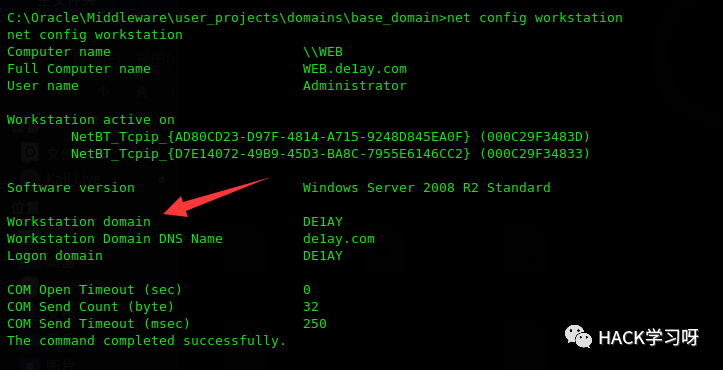 C:\Oracle\Middleware\user_projects\domains\base_domain>net config workstation
net config workstation
Computer name \\WEB
Full Computer name WEB.de1ay.com
User name Administrator
Workstation active on
NetBT_Tcpip_{AD80CD23-D97F-4814-A715-9248D845EA0F} (000C29F3483D)
NetBT_Tcpip_{D7E14072-49B9-45D3-BA8C-7955E6146CC2} (000C29F34833)
Software version Windows Server 2008 R2 Standard
Workstation domain DE1AY
Workstation Domain DNS Name de1ay.com
Logon domain DE1AY
COM Open Timeout (sec) 0
COM Send Count (byte) 32
COM Send Timeout (msec) 250
The command completed successfully.
HACK学习呀